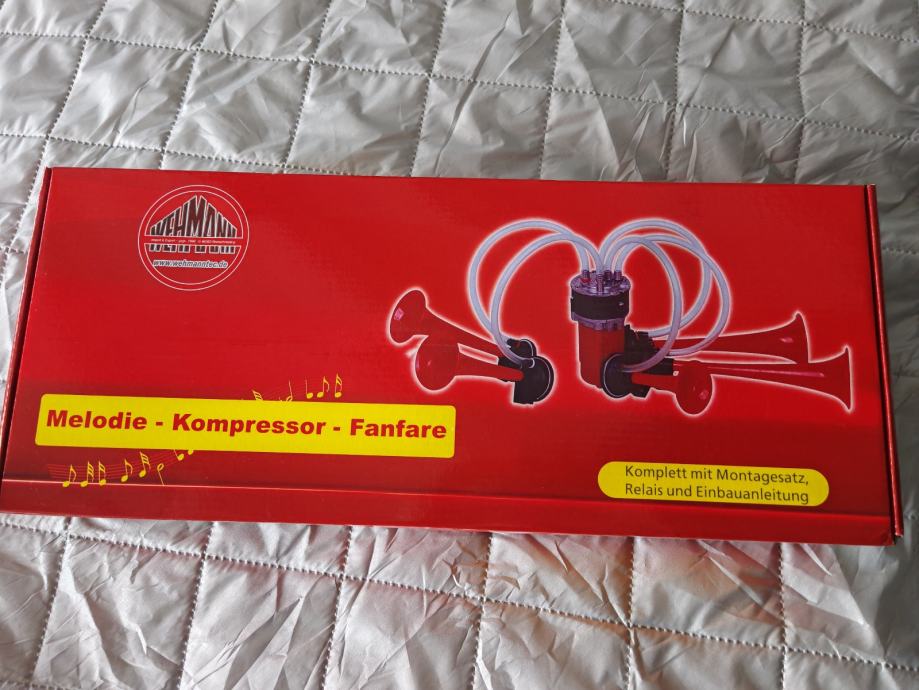 WEHMANN
www.wehmanntec.de
Melodie - Kompressor - Fanfare
Komplett mit Montagesatz,
Relais und Einbauanleitung